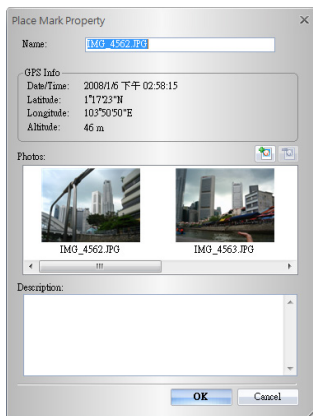 Place Mark Property
Name: IMG_4562.JPG
GPS Info
Date/Time: 2008/1/6 下午 02:58:15
Latitude: 1°17'23"N
Longitude: 103°50'50"E
Altitude: 46 m
Photos:
IMG_4562.JPG IMG_4563.JPG
Description:
OK Cancel